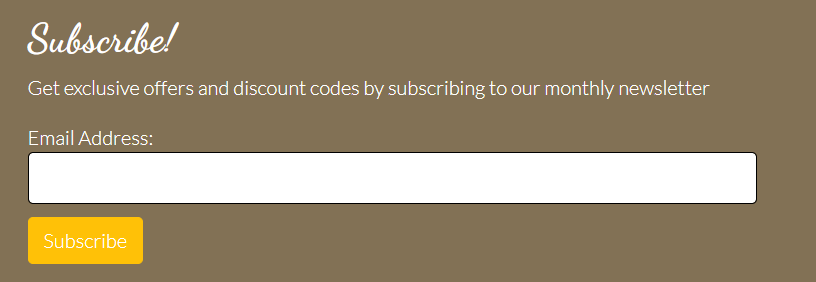 Subscribe!
Get exclusive offers and discount codes by subscribing to our monthly newsletter
Email Address:
Subscribe